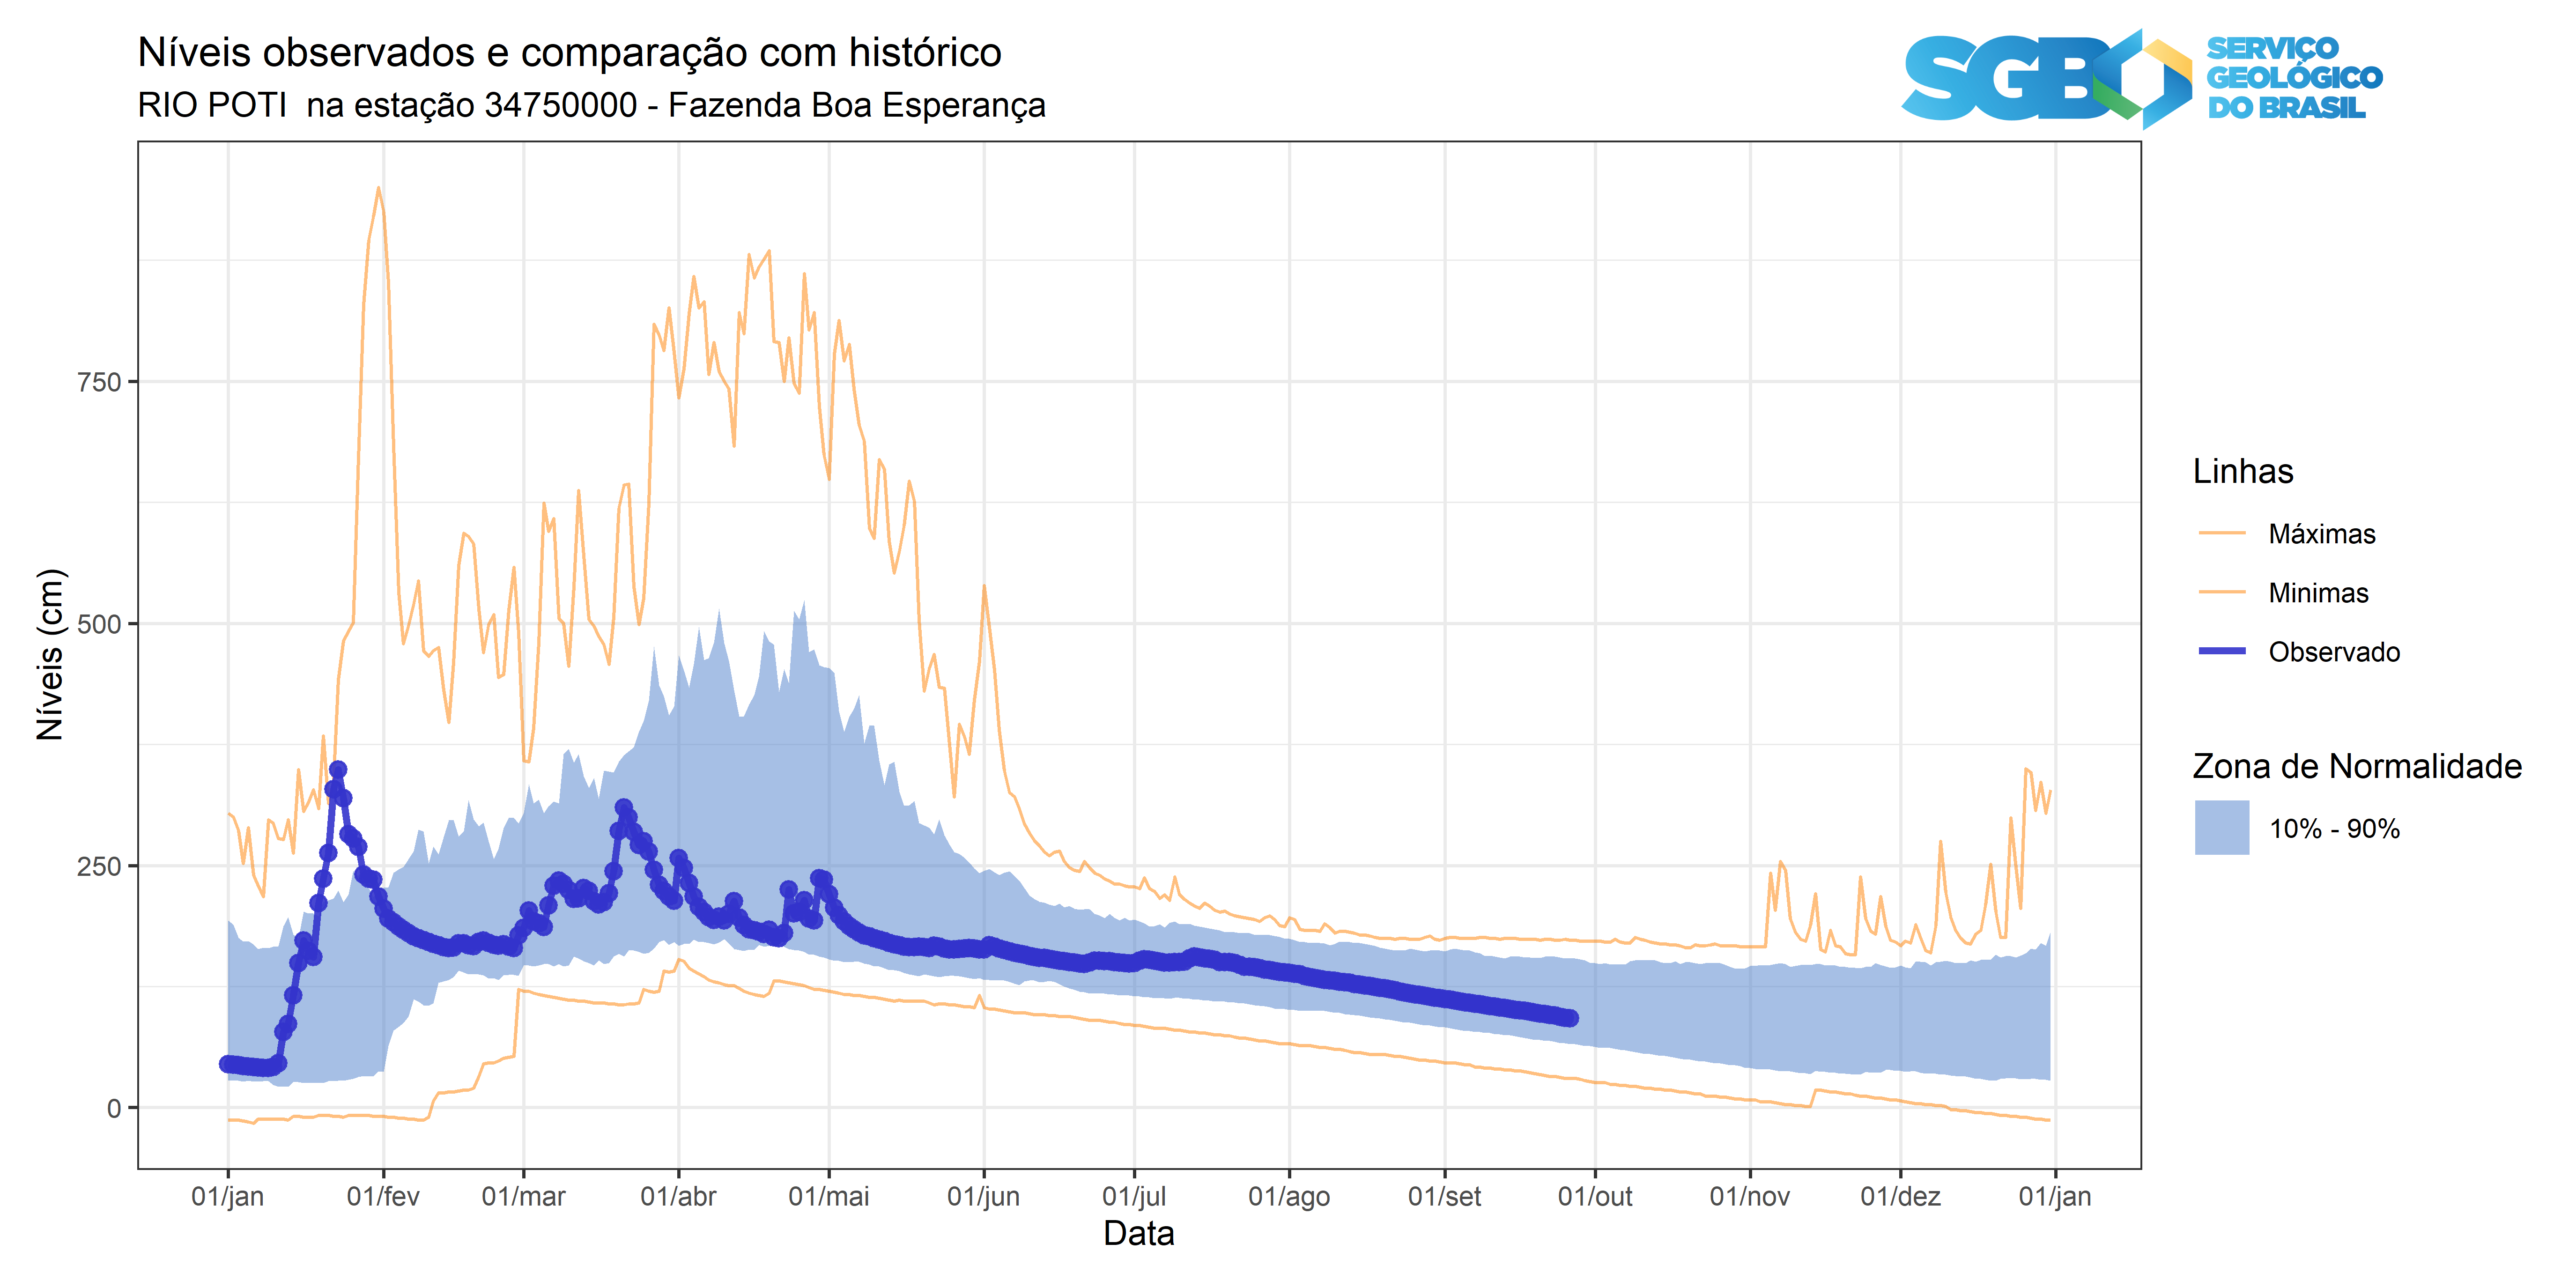 Níveis observados e comparação com histórico
RIO POTI na estação 34750000 - Fazenda Boa Esperança
SGB
SERVIÇO
GEOLÓGICO
DO BRASIL
Níveis (cm)
750
500
250
0
01/jan
01/fev
01/mar
01/abr
01/mai
01/jun
01/jul
01/ago
01/set
01/out
01/nov
01/dez
01/jan
Data
Linhas
Máximas
Minimas
Observado
Zona de Normalidade
10% - 90%